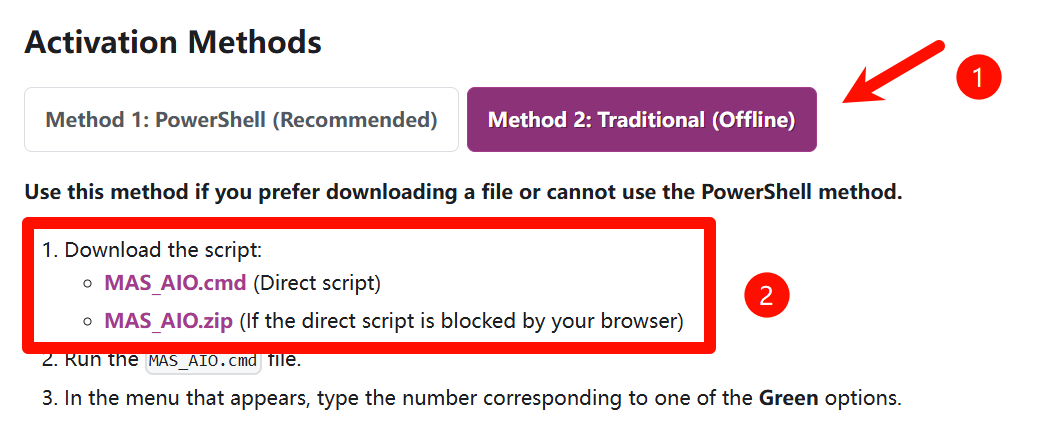 Activation Methods
1
Method 1: PowerShell (Recommended)
Method 2: Traditional (Offline)
Use this method if you prefer downloading a file or cannot use the PowerShell method.
1. Download the script:
MAS_AIO.cmd (Direct script)
MAS_AIO.zip (If the direct script is blocked by your browser)
2
2. Run the MAS_AIO.cmd file.
3. In the menu that appears, type the number corresponding to one of the Green options.